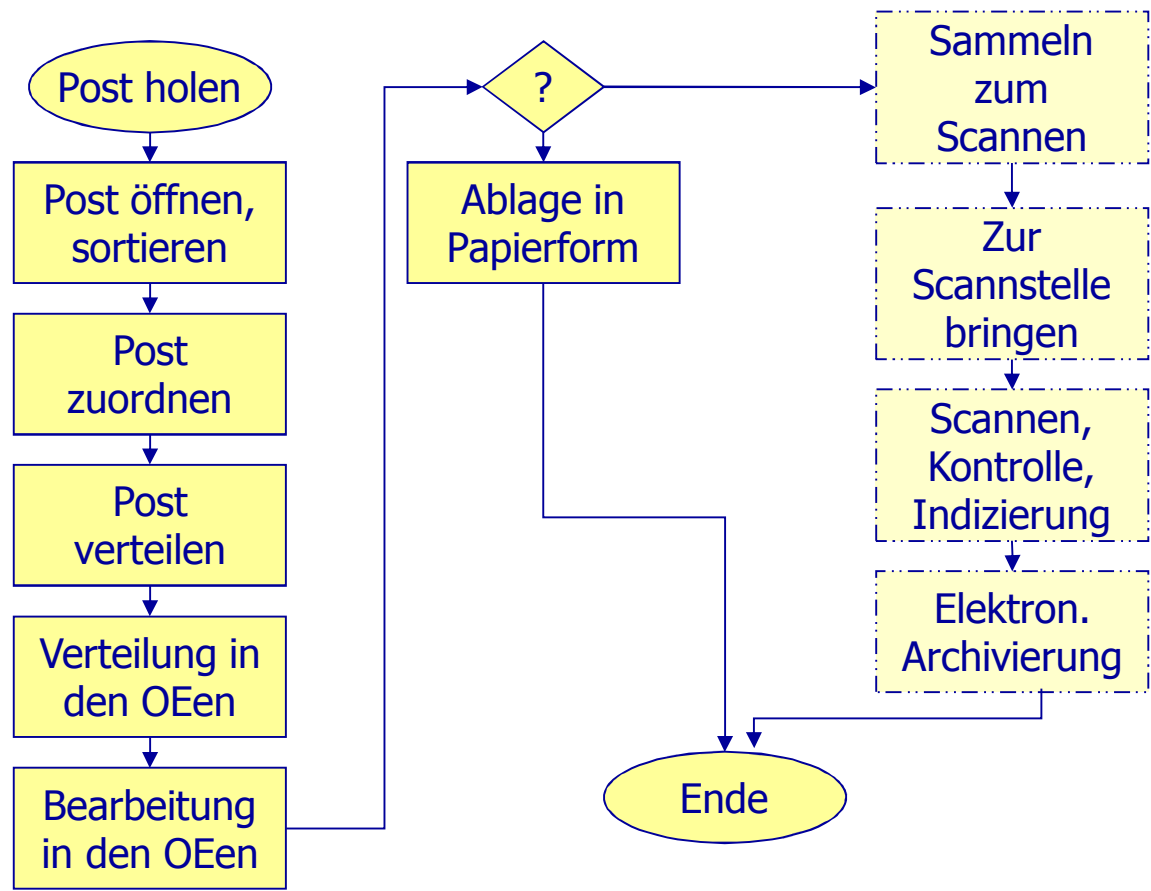 Post holen
Post öffnen,
sortieren
Post
zuordnen
Post
verteilen
Verteilung in
den OEen
Bearbeitung
in den OEen
?
Ablage in
Papierform
Sammeln
zum
Scannen
Zur
Scannstelle
bringen
Scannen,
Kontrolle,
Indizierung
Elektron.
Archivierung
Ende